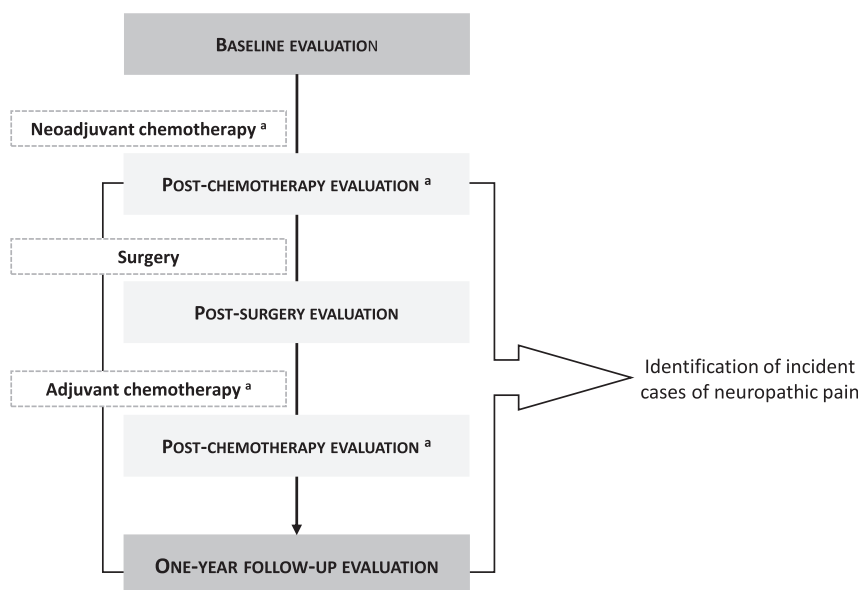 BASELINE EVALUATION
Neoadjuvant chemotherapy a
POST-CHEMOTHERAPY EVALUATION a
Surgery
POST-SURGERY EVALUATION
Identification of incident
cases of neuropathic pain
Adjuvant chemotherapy a
POST-CHEMOTHERAPY EVALUATION a
ONE-YEAR FOLLOW-UP EVALUATION